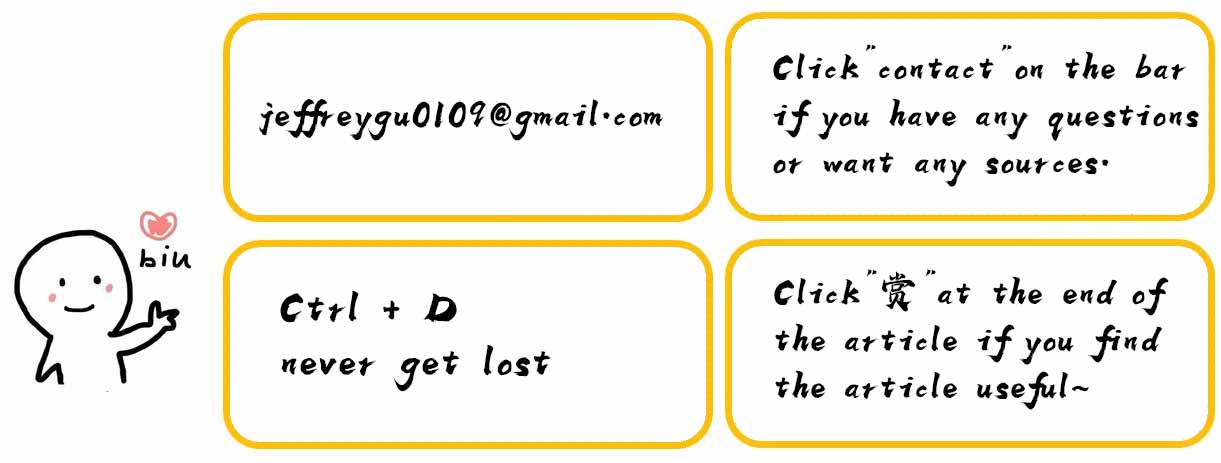 jeffreygu0109@gmail.com
Click "contact" on the bar
if you have any questions
or want any sources.
biu
Ctrl + D
never get lost
Click "赏" at the end of
the article if you find
the article useful~